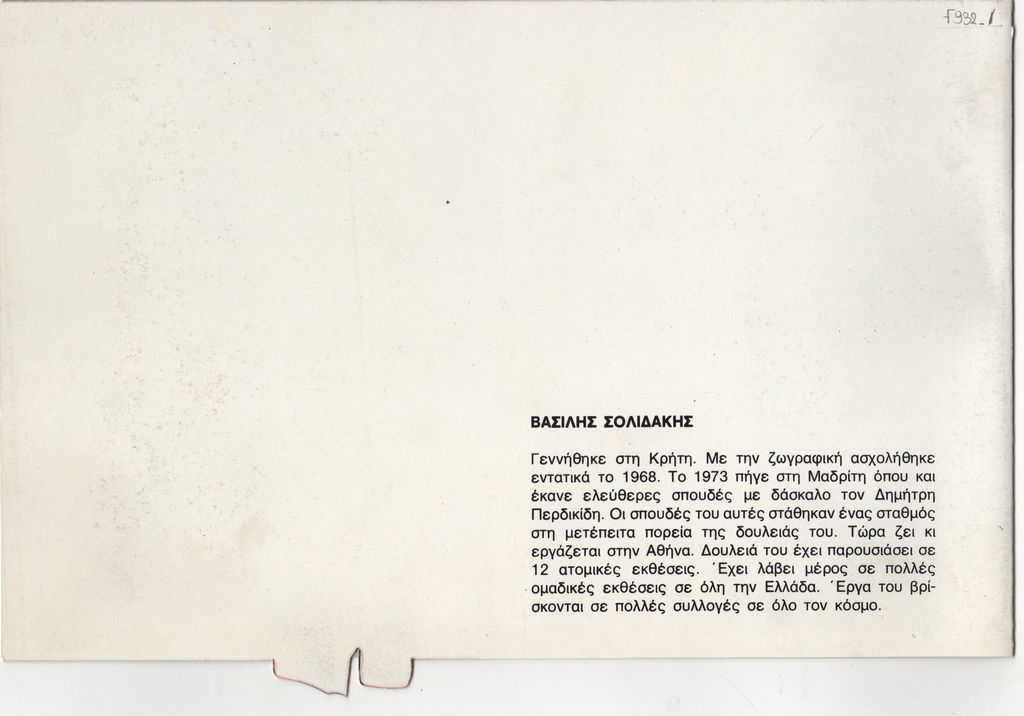 F932_1
ΒΑΣΙΛΗΣ ΣΟΛΙΔΑΚΗΣ
Γεννήθηκε στη Κρήτη. Με την ζωγραφική ασχολήθηκε
εντατικά το 1968. Το 1973 πήγε στη Μαδρίτη όπου και
έκανε ελεύθερες σπουδές με δάσκαλο τον Δημήτρη
Περδικίδη. Οι σπουδές του αυτές στάθηκαν ένας σταθμός
στη μετέπειτα πορεία της δουλειάς του. Τώρα ζει κι
εργάζεται στην Αθήνα. Δουλειά του έχει παρουσιάσει σε
12 ατομικές εκθέσεις. Έχει λάβει μέρος σε πολλές
ομαδικές εκθέσεις σε όλη την Ελλάδα. Έργα του βρί-
σκονται σε πολλές συλλογές σε όλο τον κόσμο.